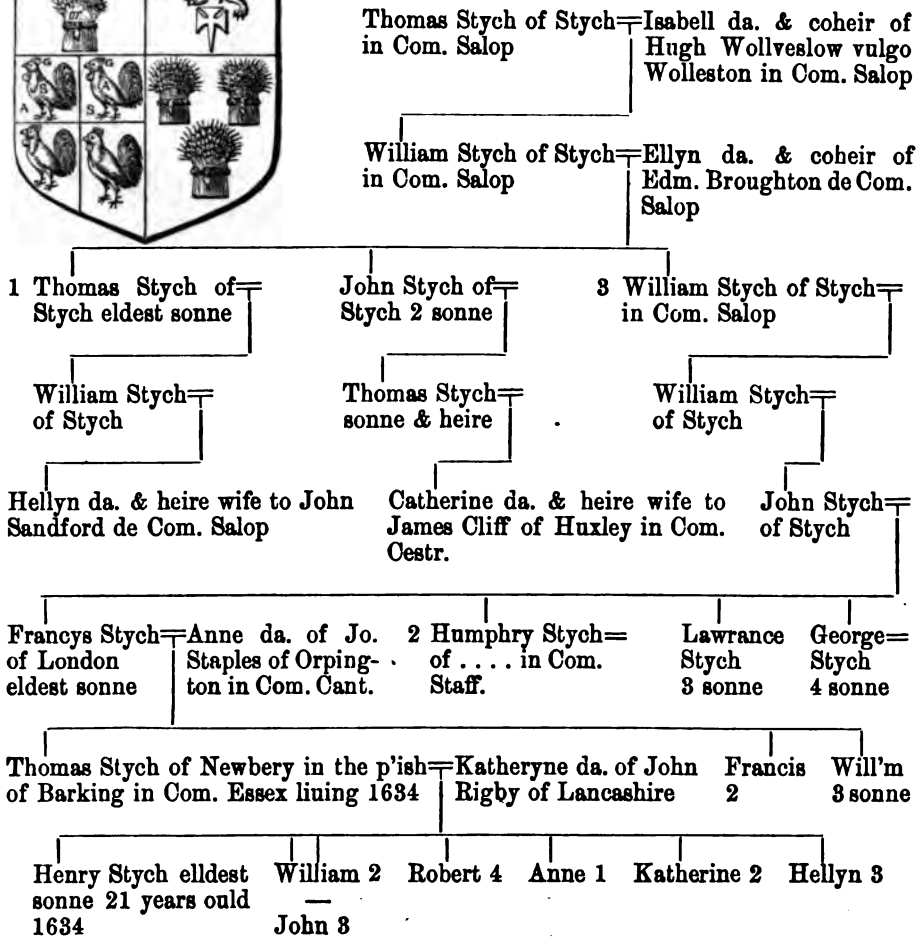 or
Thomas Stych of Stych=Isabell da. & coheir of
in Com. Salop Hugh Wollveslow vulgo
Wolleston in Com. Salop
G G
S A
A S
William Stych of Stych=Ellyn da. & coheir of
in Com. Salop Edm. Broughton de Com.
Salop
1 Thomas Stych of=
Stych eldest sonne
John Stych of=
Stych 2 sonne
3 William Stych of Stych=
in Com. Salop
William Stych=
of Stych
Thomas Stych=
sonne & heire
William Stych=
of Stych
Hellyn da. & heire wife to John
Sandford de Com. Salop
Catherine da. & heire wife to
James Cliff of Huxley in Com.
Cestr.
John Stych=
of Stych
Francys Stych=
of London
eldest sonne
Anne da. of Jo.
Staples of Orping-
ton in Com. Cant.
2 Humphry Stych=
of .... in Com.
Staff.
Lawrance
Stych
3 sonne
George=
Stych
4 sonne
Thomas Stych of Newbery in the p'ish=
of Barking in Com. Essex liuing 1634
Katheryne da. of John
Rigby of Lancashire
Francis
2
Will'm
3 sonne
Henry Stych elldest
sonne 21 years ould
1634
William 2
—
John 3
Robert 4
Anne 1
Katherine 2
Hellyn 3